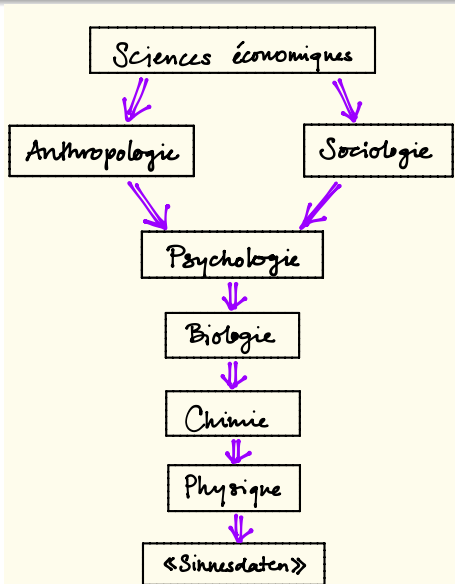 Sciences économiques
Anthropologie
Sociologie
Psychologie
Biologie
Chimie
Physique
«Sinnesdaten»